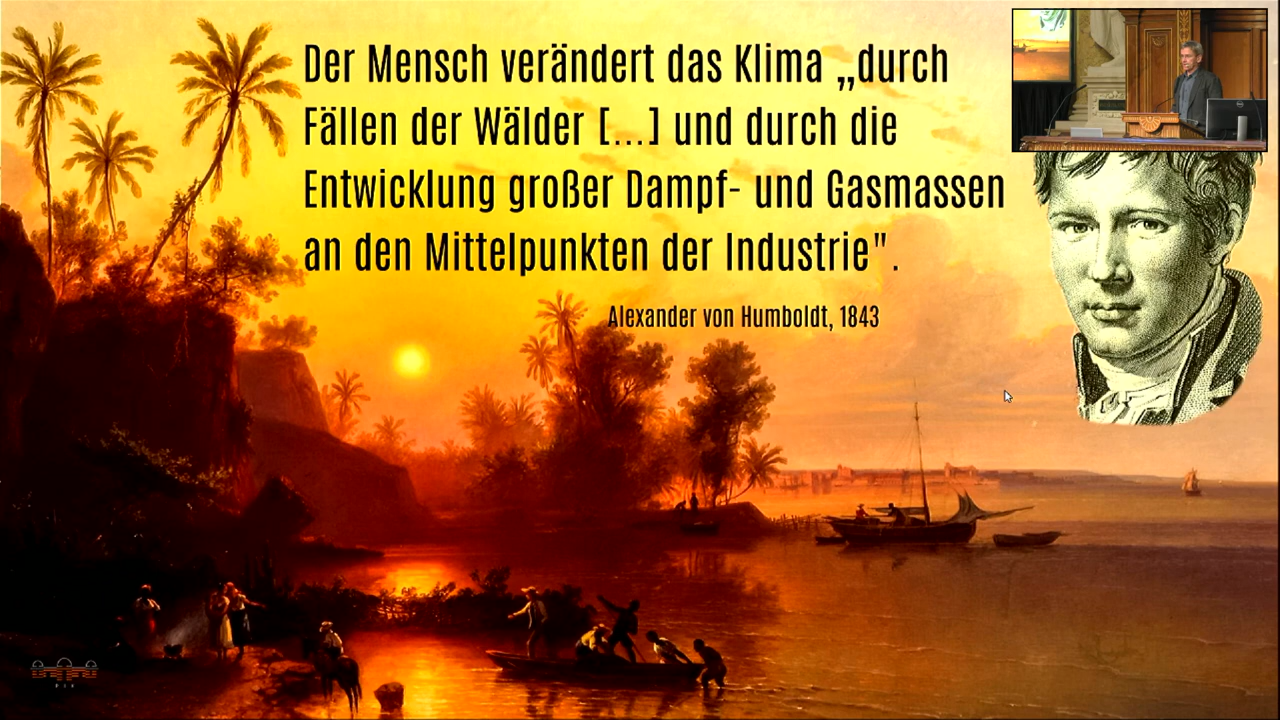 Der Mensch verändert das Klima „durch
Fällen der Wälder [...] und durch die
Entwicklung großer Dampf- und Gasmassen
an den Mittelpunkten der Industrie".
Alexander von Humboldt, 1843
PIK